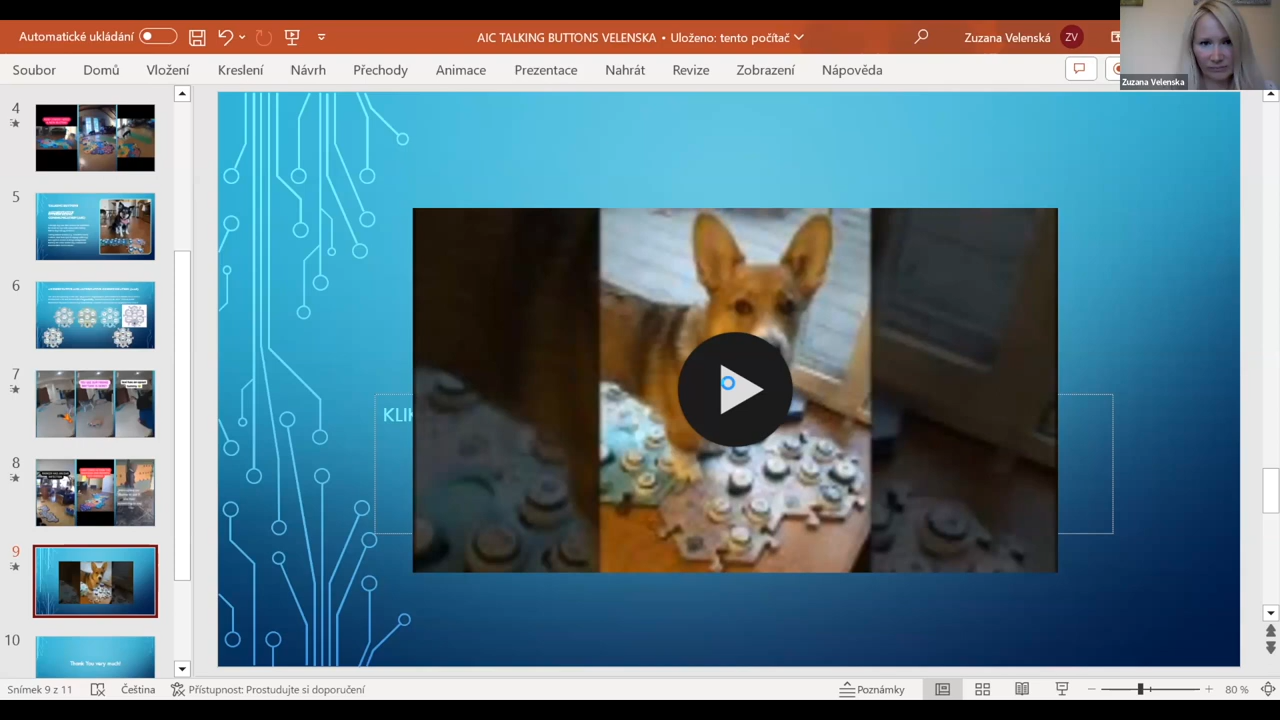 Automatické ukládání
AIC TALKING BUTTONS VELENSKA • Uloženo: tento počítač
Zuzana Velenská
ZV
Zuzana Velenska
Soubor Domů Vložení Kreslení Návrh Přechody Animace Prezentace Nahrát Revize Zobrazení Nápověda
4
5
6
7
8
9
10
Thank You very much!
KLIK
Snímek 9 z 11
Čeština
Přístupnost: Prostudujte si doporučení
Poznámky
80 %